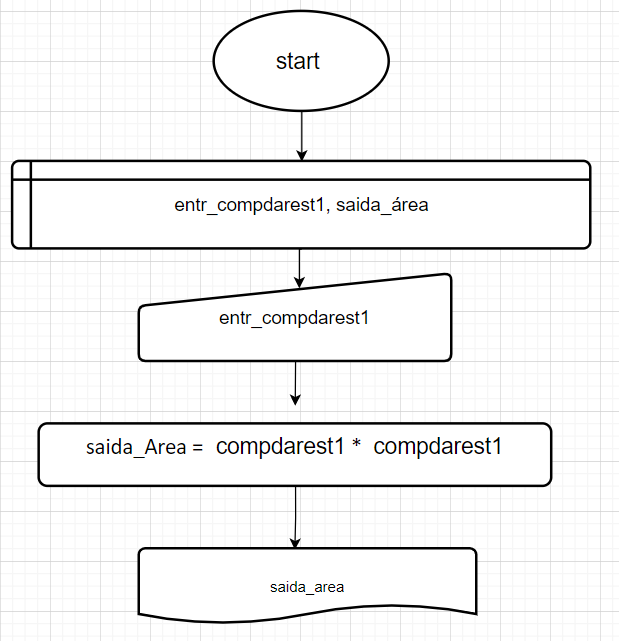 start
entr_compdarest1, saida_área
entr_compdarest1
saida_Area = compdarest1 * compdarest1
saida_area